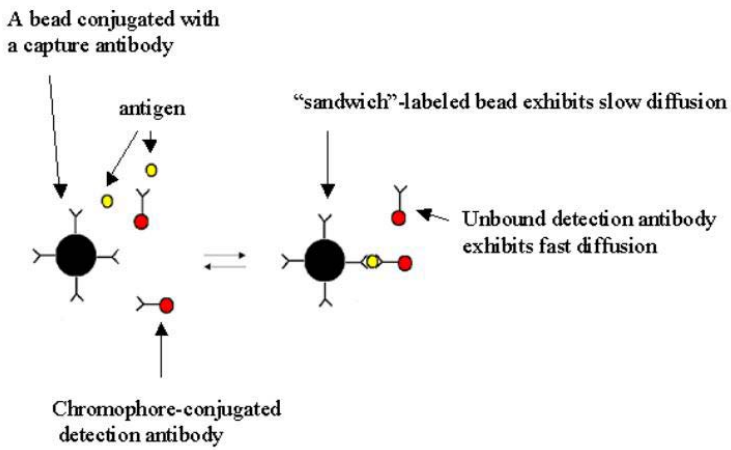 A bead conjugated with
a capture antibody
antigen
“sandwich”-labeled bead exhibits slow diffusion
Unbound detection antibody
exhibits fast diffusion
Chromophore-conjugated
detection antibody